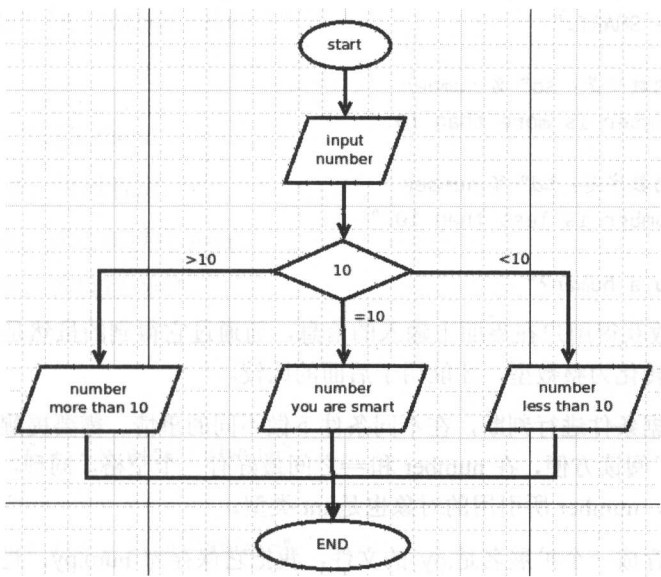 start
input
number
>10
10
<10
=10
number
more than 10
number
you are smart
number
less than 10
END